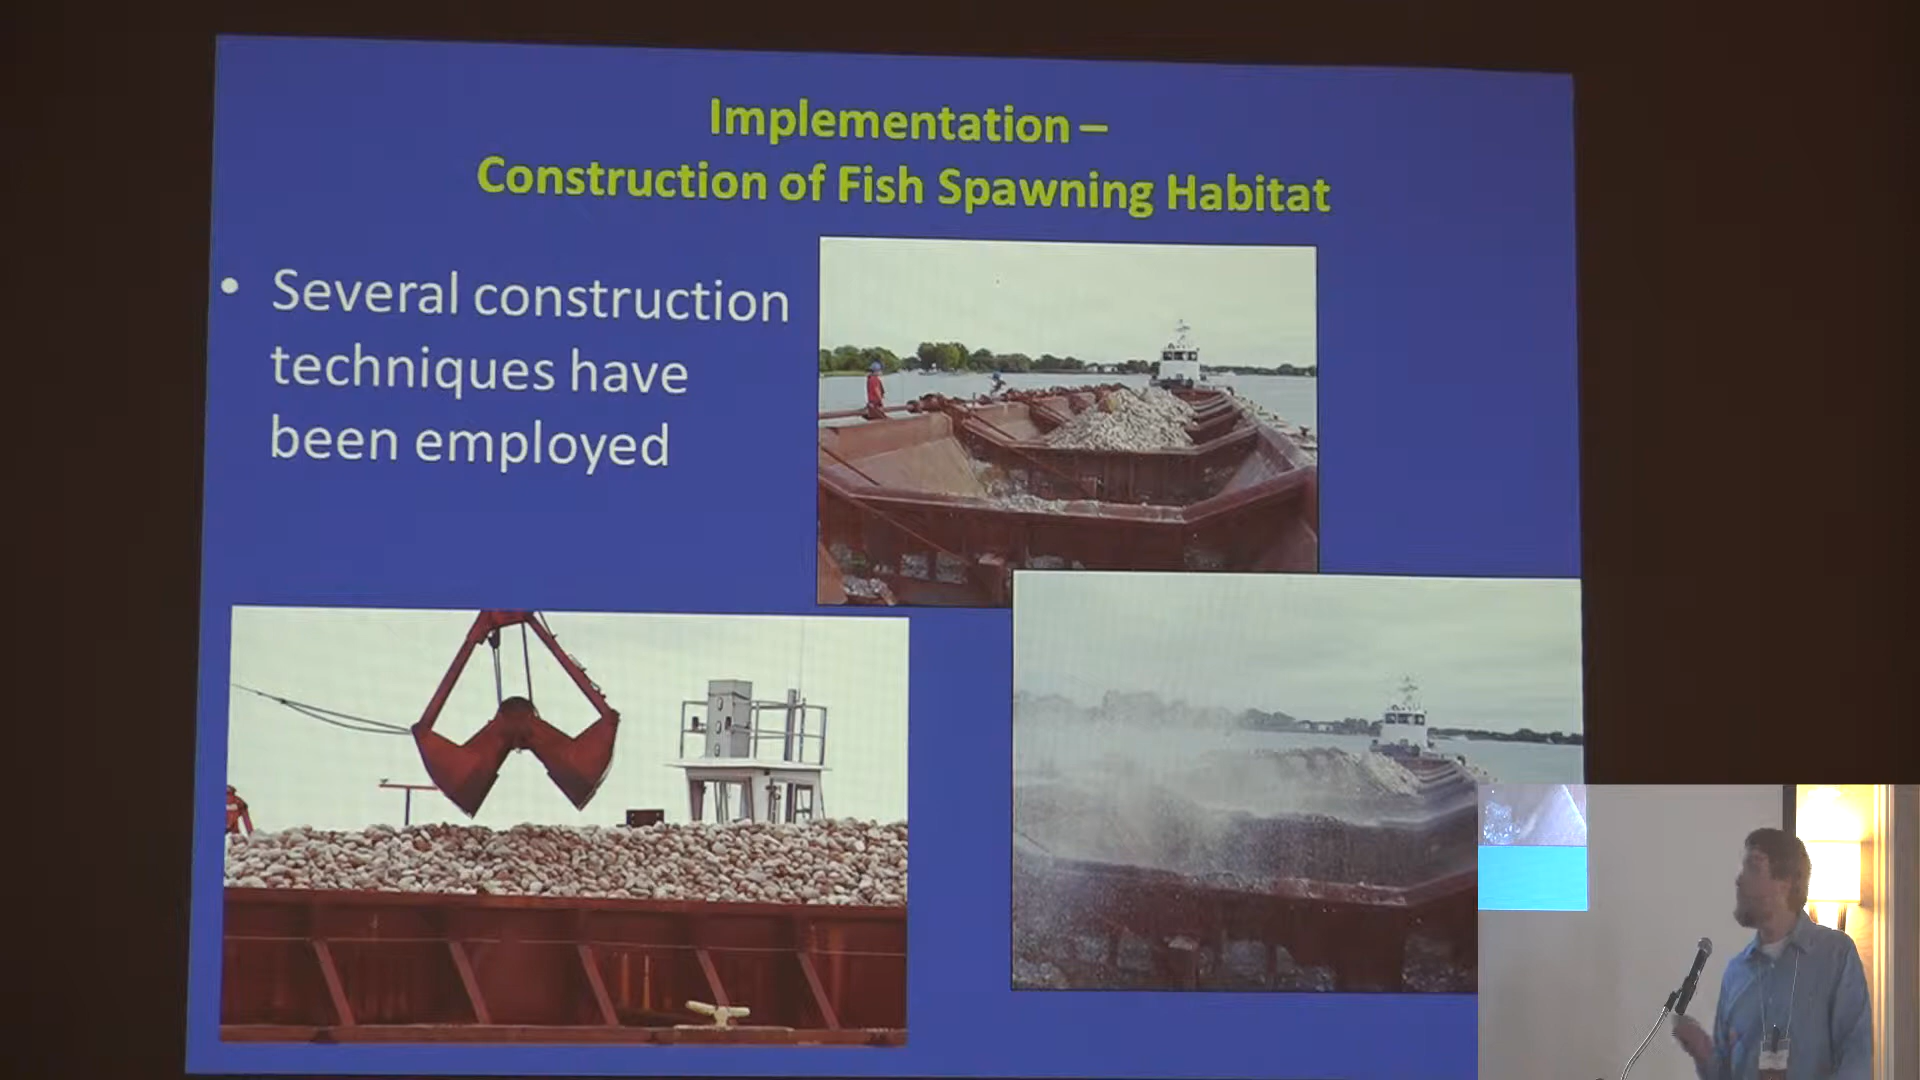 Implementation –
Construction of Fish Spawning Habitat
• Several construction
techniques have
been employed